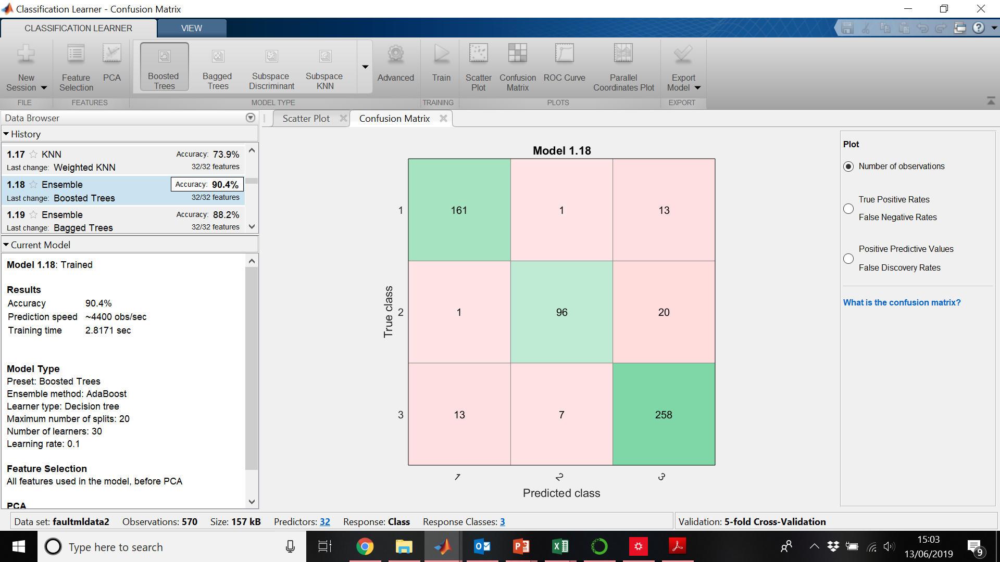 Classification Learner - Confusion Matrix
CLASSIFICATION LEARNER
VIEW
New Session
Feature Selection
PCA
Boosted Trees
Bagged Trees
Subspace Discriminant
Subspace KNN
Advanced
Train
Scatter Plot
Confusion Matrix
ROC Curve
Parallel Coordinates Plot
Export Model
FILE
FEATURES
MODEL TYPE
TRAINING
PLOTS
EXPORT
Data Browser
History
1.17 KNN Accuracy: 73.9%
Last change: Weighted KNN 32/32 features
1.18 Ensemble Accuracy: 90.4%
Last change: Boosted Trees 32/32 features
1.19 Ensemble Accuracy: 88.2%
Last change: Bagged Trees 32/32 features
Current Model
Model 1.18: Trained
Results
Accuracy 90.4%
Prediction speed ~4400 obs/sec
Training time 2.8171 sec
Model Type
Preset: Boosted Trees
Ensemble method: AdaBoost
Learner type: Decision tree
Maximum number of splits: 20
Number of learners: 30
Learning rate: 0.1
Feature Selection
All features used in the model, before PCA
PCA
Scatter Plot
Confusion Matrix
Model 1.18
True class
1 161 1 13
2 1 96 20
3 13 7 258
1 2 3
Predicted class
Plot
Number of observations
True Positive Rates
False Negative Rates
Positive Predictive Values
False Discovery Rates
What is the confusion matrix?
Data set: faultmldata2 Observations: 570 Size: 157 kB Predictors: 32 Response: Class Response Classes: 3
Validation: 5-fold Cross-Validation
Type here to search
15:03
13/06/2019
9